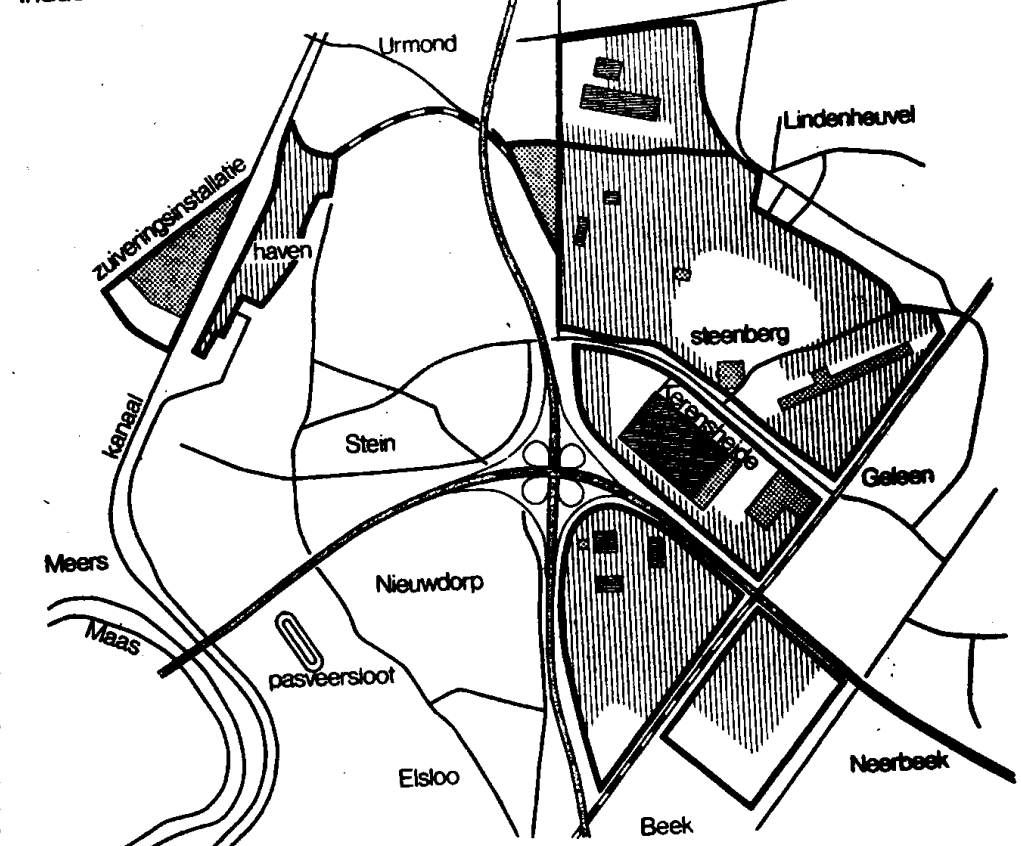 Urmond
Lindenheuvel
zuiveringsinstallatie
haven
steenberg
kerensheide
kanaal
Stein
Geleen
Meers
Nieuwdorp
Maas
pasveersloot
Neerbeek
Elsloo
Beek